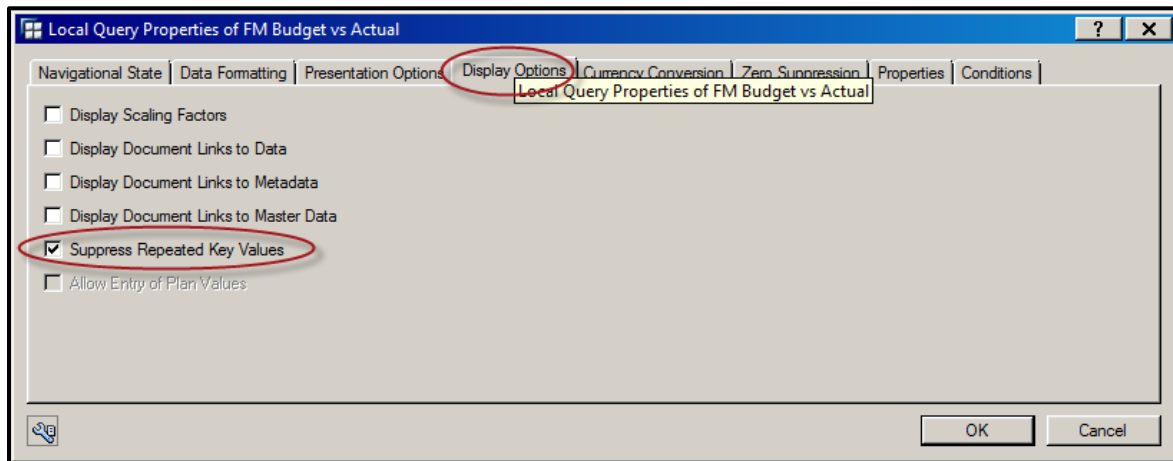 Local Query Properties of FM Budget vs Actual
Navigational State Data Formatting Presentation Options Display Options Currency Conversion Zero Suppression Properties Conditions
Local Query Properties of FM Budget vs Actual
Display Scaling Factors
Display Document Links to Data
Display Document Links to Metadata
Display Document Links to Master Data
Suppress Repeated Key Values
Allow Entry of Plan Values
OK Cancel